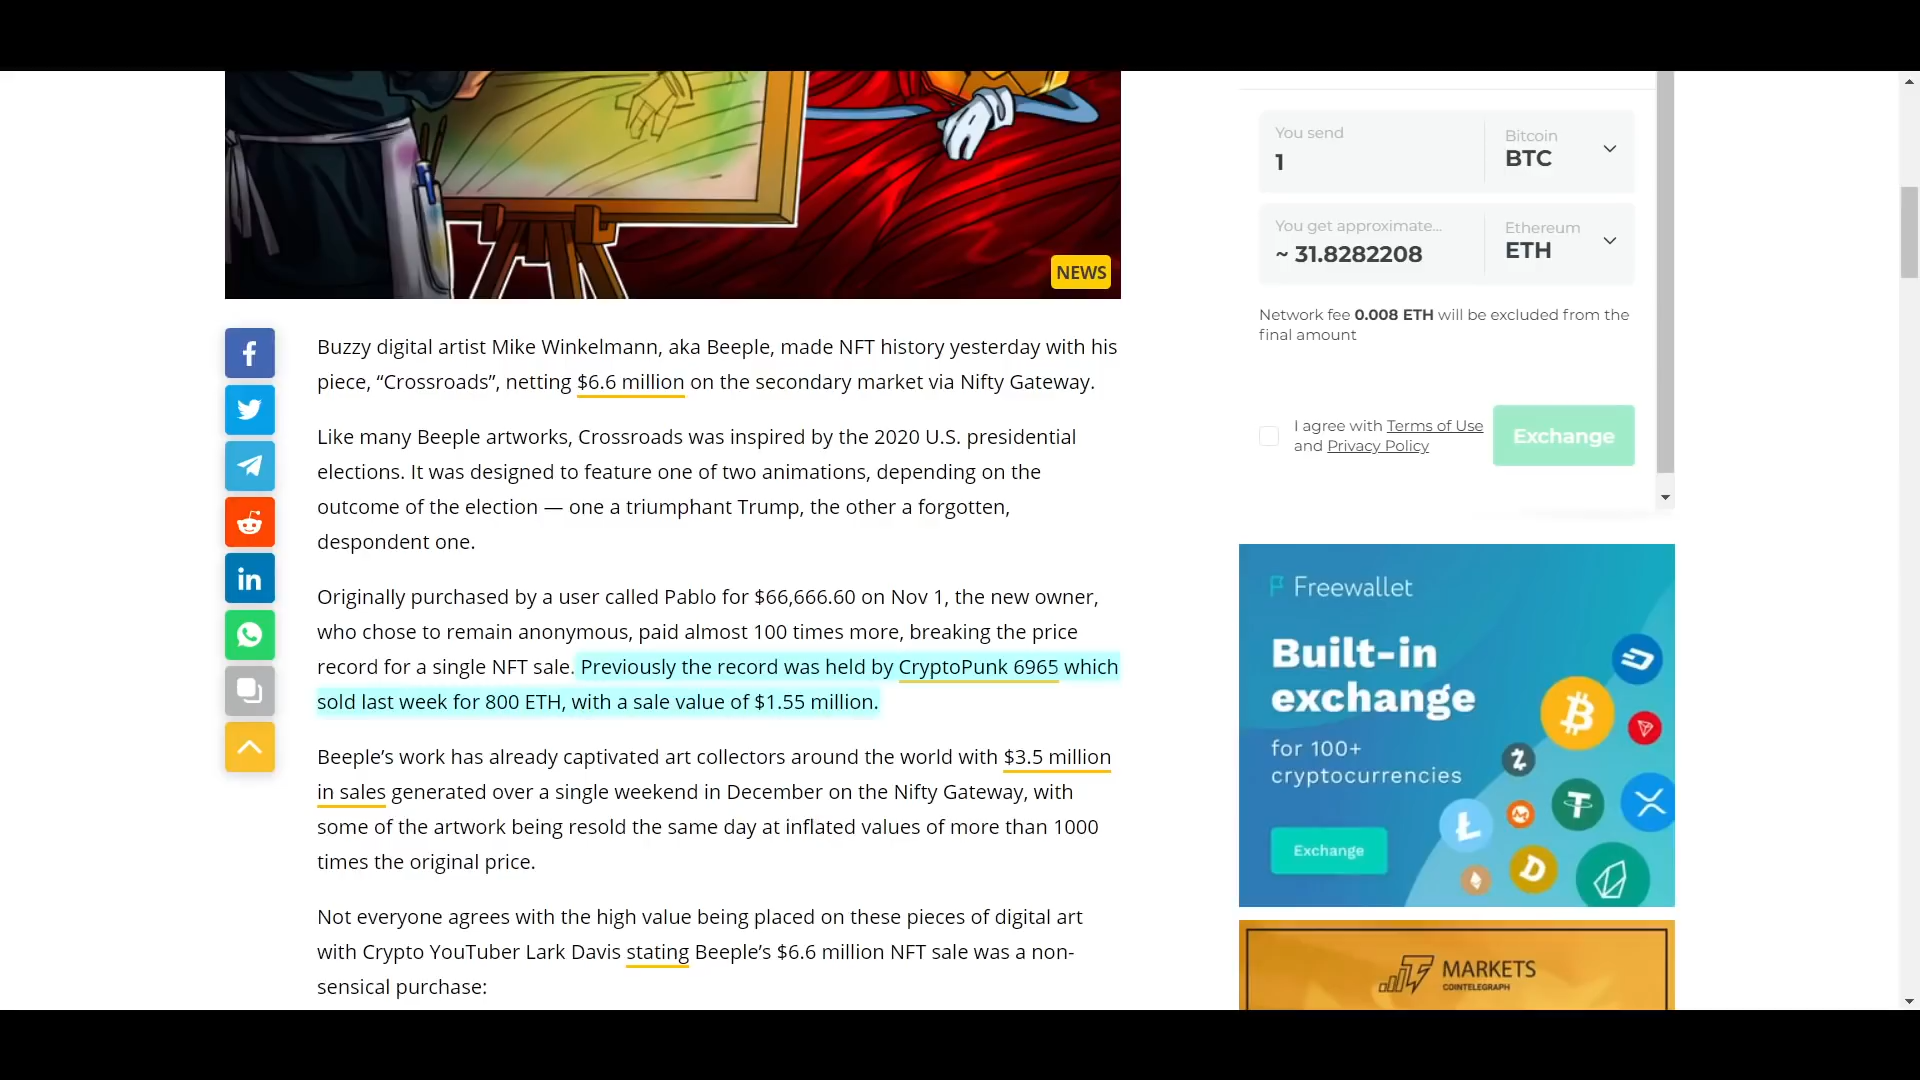 NEWS
Buzzy digital artist Mike Winkelmann, aka Beeple, made NFT history yesterday with his
piece, “Crossroads”, netting $6.6 million on the secondary market via Nifty Gateway.
Like many Beeple artworks, Crossroads was inspired by the 2020 U.S. presidential
elections. It was designed to feature one of two animations, depending on the
outcome of the election — one a triumphant Trump, the other a forgotten,
despondent one.
Originally purchased by a user called Pablo for $66,666.60 on Nov 1, the new owner,
who chose to remain anonymous, paid almost 100 times more, breaking the price
record for a single NFT sale. Previously the record was held by CryptoPunk 6965 which
sold last week for 800 ETH, with a sale value of $1.55 million.
Beeple’s work has already captivated art collectors around the world with $3.5 million
in sales generated over a single weekend in December on the Nifty Gateway, with
some of the artwork being resold the same day at inflated values of more than 1000
times the original price.
Not everyone agrees with the high value being placed on these pieces of digital art
with Crypto YouTuber Lark Davis stating Beeple’s $6.6 million NFT sale was a non-
sensical purchase:
You send
1
Bitcoin
BTC
You get approximate...
~ 31.8282208
Ethereum
ETH
Network fee 0.008 ETH will be excluded from the
final amount
I agree with Terms of Use
and Privacy Policy
Exchange
Freewallet
Built-in
exchange
for 100+
cryptocurrencies
Exchange
MARKETS
COINTELEGRAPH